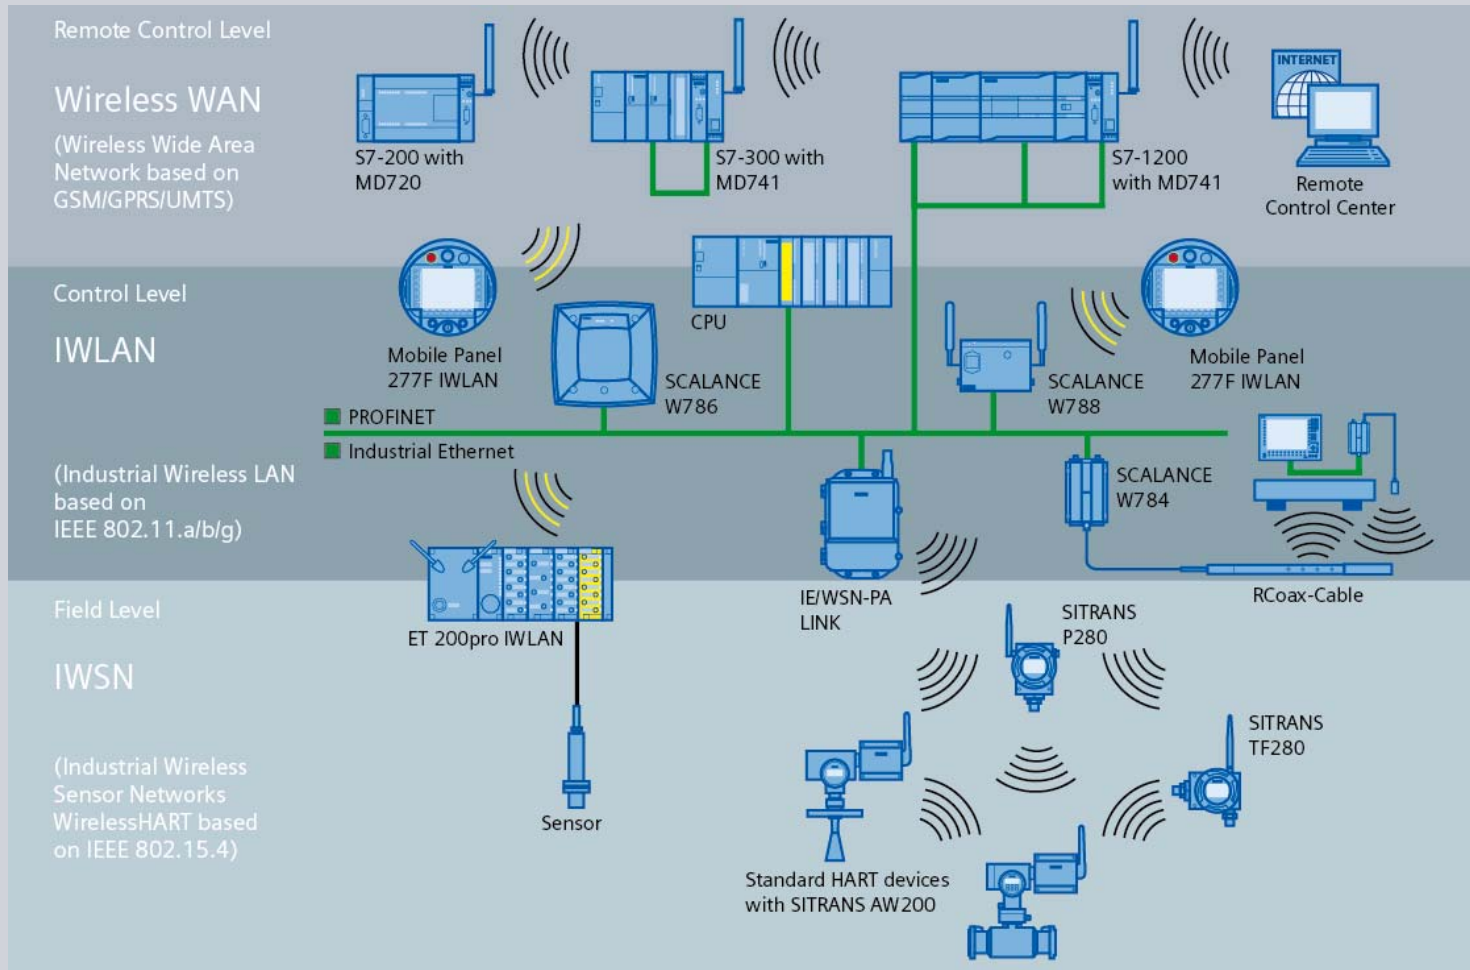 Remote Control Level
Wireless WAN
(Wireless Wide Area
Network based on
GSM/GPRS/UMTS)
S7-200 with
MD720
S7-300 with
MD741
S7-1200
with MD741
INTERNET
Remote
Control Center
Control Level
IWLAN
(Industrial Wireless LAN
based on
IEEE 802.11.a/b/g)
Mobile Panel
277F IWLAN
SCALANCE
W786
CPU
SCALANCE
W788
Mobile Panel
277F IWLAN
PROFINET
Industrial Ethernet
SCALANCE
W784
RCoax-Cable
IE/WSN-PA
LINK
ET 200pro IWLAN
Field Level
IWSN
(Industrial Wireless
Sensor Networks
WirelessHART based
on IEEE 802.15.4)
Sensor
SITRANS
P280
SITRANS
TF280
Standard HART devices
with SITRANS AW200